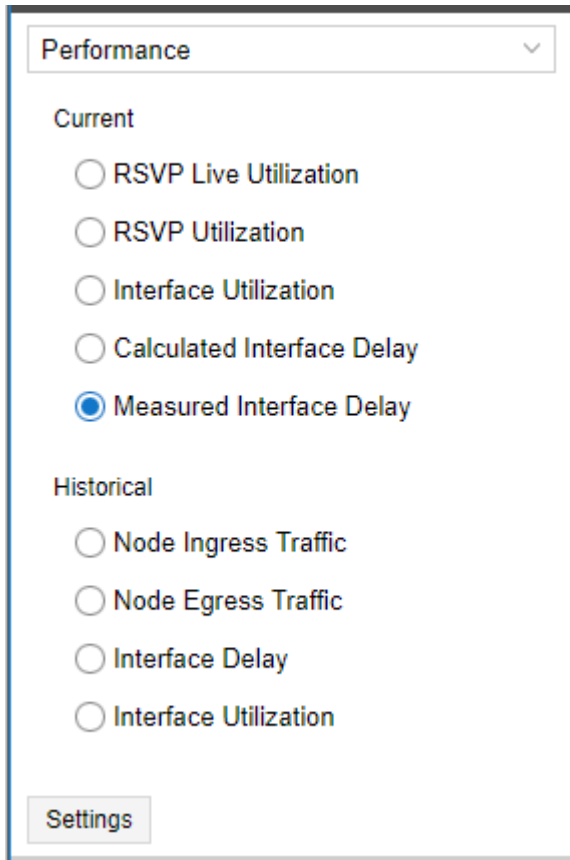 Performance
Current
RSVP Live Utilization
RSVP Utilization
Interface Utilization
Calculated Interface Delay
Measured Interface Delay
Historical
Node Ingress Traffic
Node Egress Traffic
Interface Delay
Interface Utilization
Settings